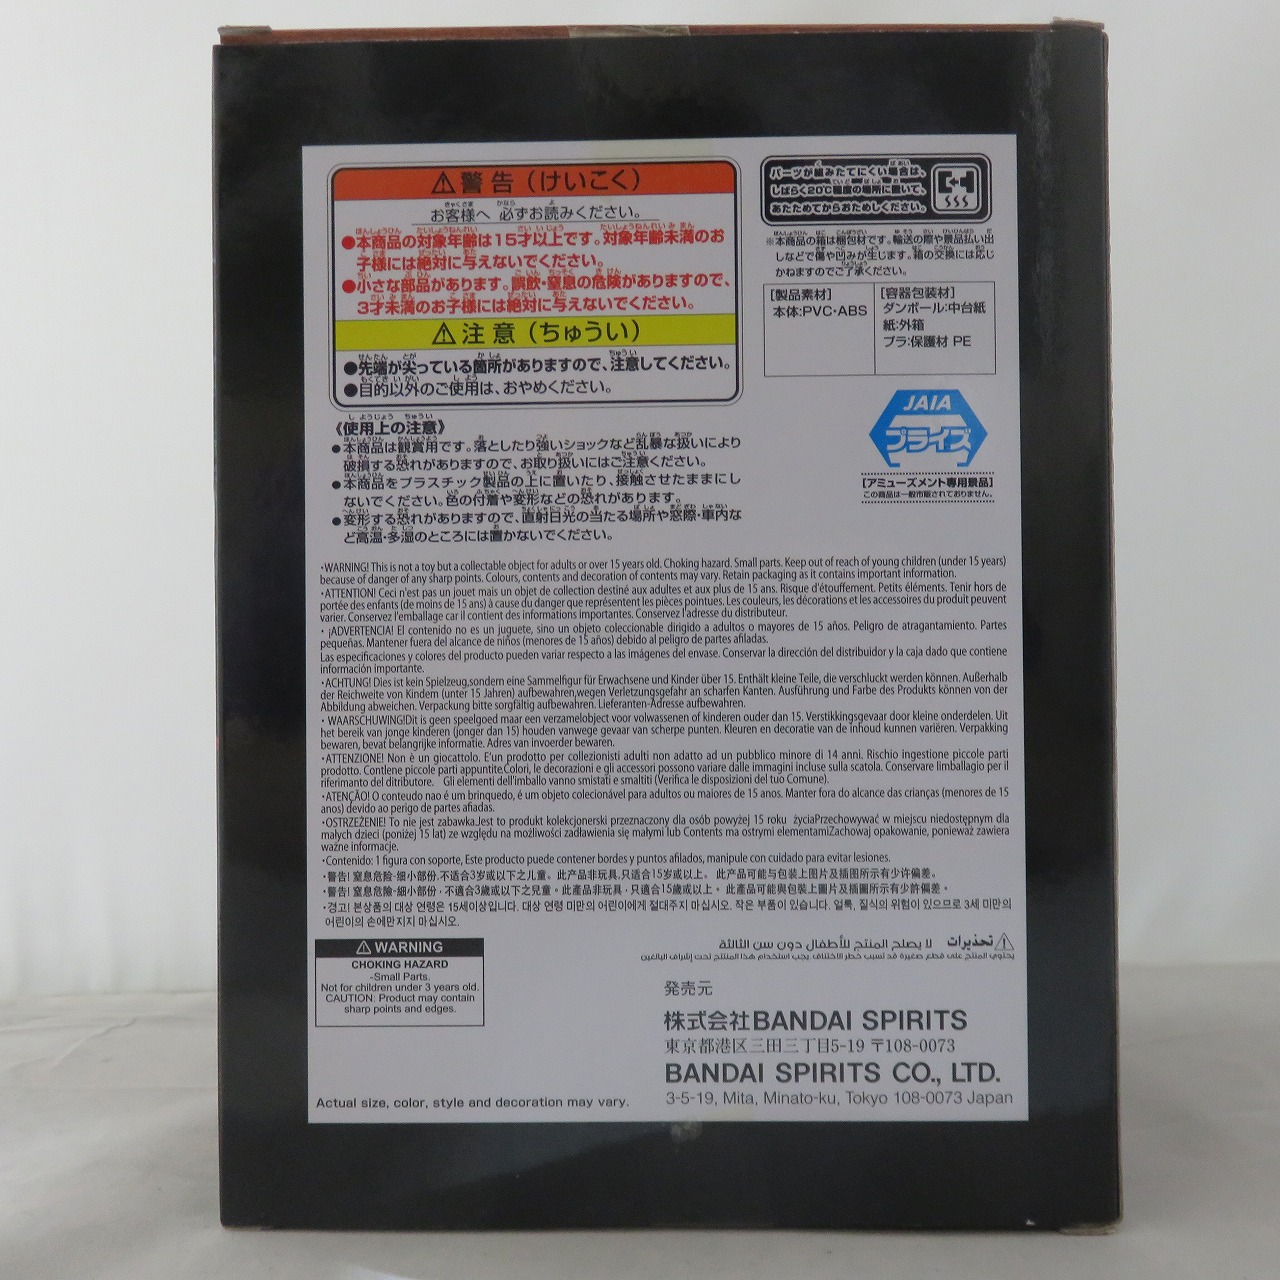 ⚠警告（けいこく）
お客様へ 必ずお読みください。
●本商品の対象年齢は15才以上です。対象年齢未満のお
子様には絶対に与えないでください。
●小さな部品があります。誤飲・窒息の危険がありますので、
3才未満のお子様には絶対に与えないでください。
⚠注意（ちゅうい）
●先端が尖っている箇所がありますので、注意してください。
●目的以外のご使用は、おやめください。
《使用上の注意》
●本商品は観賞用です。落としたり強いショックなど乱暴な扱いにより
破損する恐れがありますので、お取り扱いにはご注意ください。
●本商品をプラスチック製品の上に置いたり、接触させたままにし
ないでください。色の付着や変形などの恐れがあります。
●変形する恐れがありますので、直射日光の当たる場所や窓際・車内な
ど高温・多湿のところには置かないでください。
パーツが組みたてにくい場合は、
しばらく20℃程度の場所に置いて、
あたためてからおためしください。
※本商品の箱は梱包材です。輸送の際や景品払い出
しなどで傷や凹みが生じます。箱の交換には応じ
かねますのでご了承ください。
[製品素材]
本体:PVC・ABS
[容器包装材]
ダンボール:中台紙
紙:外箱
プラ:保護材 PE
JAIA
プライズ
[アミューズメント専用景品]
この商品は一般市販されておりません。
・WARNING! This is not a toy but a collectable object for adults or over 15 years old. Choking hazard. Small parts. Keep out of reach of young children (under 15 years)
because of danger of any sharp points. Colours, contents and decoration of contents may vary. Retain packaging as it contains important information.
・ATTENTION! Ceci n'est pas un jouet mais un objet de collection destiné aux adultes et aux plus de 15 ans. Risque d'étouffement. Petits éléments. Tenir hors de
portée des enfants (de moins de 15 ans) à cause du danger que représentent les pièces pointues. Les couleurs, les décorations et les accessoires du produit peuvent
varier. Conservez l'emballage car il contient des informations importantes. Conservez l'adresse du distributeur.
・ ¡ADVERTENCIA! El contenido no es un juguete, sino un objeto coleccionable dirigido a adultos o mayores de 15 años. Peligro de atragantamiento. Partes
pequeñas. Mantener fuera del alcance de niños (menores de 15 años) debido al peligro de partes afiladas.
Las especificaciones y colores del producto pueden variar respecto a las imágenes del envase. Conservar la dirección del distribuidor y la caja dado que contiene
información importante.
・ACHTUNG! Dies ist kein Spielzeug,sondern eine Sammelfigur für Erwachsene und Kinder über 15. Enthält kleine Teile, die verschluckt werden können. Außerhalb
der Reichweite von Kindem (unter 15 Jahren) aufbewahren,wegen Verletzungsgefahr an scharfen Kanten. Ausführung und Farbe des Produkts können von der
Abbildung abweichen. Verpackung bitte sorgfältig aufbewahren. Lieferanten-Adresse aufbewahren.
・ WAARSCHUWING!Dit is geen speelgoed maar een verzamelobject voor volwassenen of kinderen ouder dan 15. Verstikkingsgevaar door kleine onderdelen. Uit
het bereik van jonge kinderen (jonger dan 15) houden vanwege gevaar van scherpe punten. Kleuren en decoratie van de inhoud kunnen variëren. Verpakking
bewaren, bevat belangrijke informatie. Adres van invoerder bewaren.
・ATTENZIONE! Non è un giocattolo. E'un prodotto per collezionisti adulti non adatto ad un pubblico minore di 14 anni. Rischio ingestione piccole parti
prodotto. Contiene piccole parti appuntite.Colori, le decorazioni e gli accessori possono variare dalle immagini incluse sulla scatola. Conservare limballagio per il
riferimanto del ditributore. Gli elementi dell'imballo vanno smistati e smaltiti (Verifica le disposizioni del tuo Comune).
・ATENÇÃO! O conteudo nao é um brinquedo, é um objeto colecionável para adultos ou maiores de 15 anos. Manter fora do alcance das crianças (menores de 15
anos) devido ao perigo de partes afiadas.
・OSTRZEŻENIE! To nie jest zabawka.Jest to produkt kolekcjonerski przeznaczony dla osób powyżej 15 roku życiaPrzechowywać w miejscu niedostępnym dla
małych dzieci (poniżej 15 lat) ze względu na możliwości zadławienia się małymi lub Contents ma ostrymi elementamiZachowaj opakowanie, ponieważ zawiera
ważne informacje.
・Contenido: 1 figura con soporte, Este producto puede contener bordes y puntos afilados, manipule con cuidado para evitar lesiones.
・警告! 窒息危险-细小部份.不适合3岁或以下之儿童。此产品非玩具,只适合15岁或以上。 此产品可能与包装上图片及插图所示有少许偏差。
・警告! 窒息危險-細小部份・不適合3歲或以下之兒童。此產品非玩具・只適合15歲或以上。 此產品可能與包裝上圖片及插圖所示有少許偏差。
・경고! 본상품의 대상 연령은 15세이상입니다. 대상 연령 미만의 어린이에게 절대주지 마십시오. 작은 부품이 있습니다. 얼룩, 질식의 위험이 있으므로 3세 미만의
어린이의 손에만지지 마십시오.
⚠ تحذيرات لا يصلح المنتج للأطفال دون سن الثالثة
يحتوي المنتج على قطع صغيرة قد تسبب خطر الاختناق. يجب استخدام هذا المنتج تحت إشراف البالغين
⚠ WARNING
CHOKING HAZARD
-Small Parts.
Not for children under 3 years old.
CAUTION: Product may contain
sharp points and edges.
発売元
株式会社BANDAI SPIRITS
東京都港区三田三丁目5-19 〒108-0073
BANDAI SPIRITS CO., LTD.
3-5-19, Mita, Minato-ku, Tokyo 108-0073 Japan
Actual size, color, style and decoration may vary.